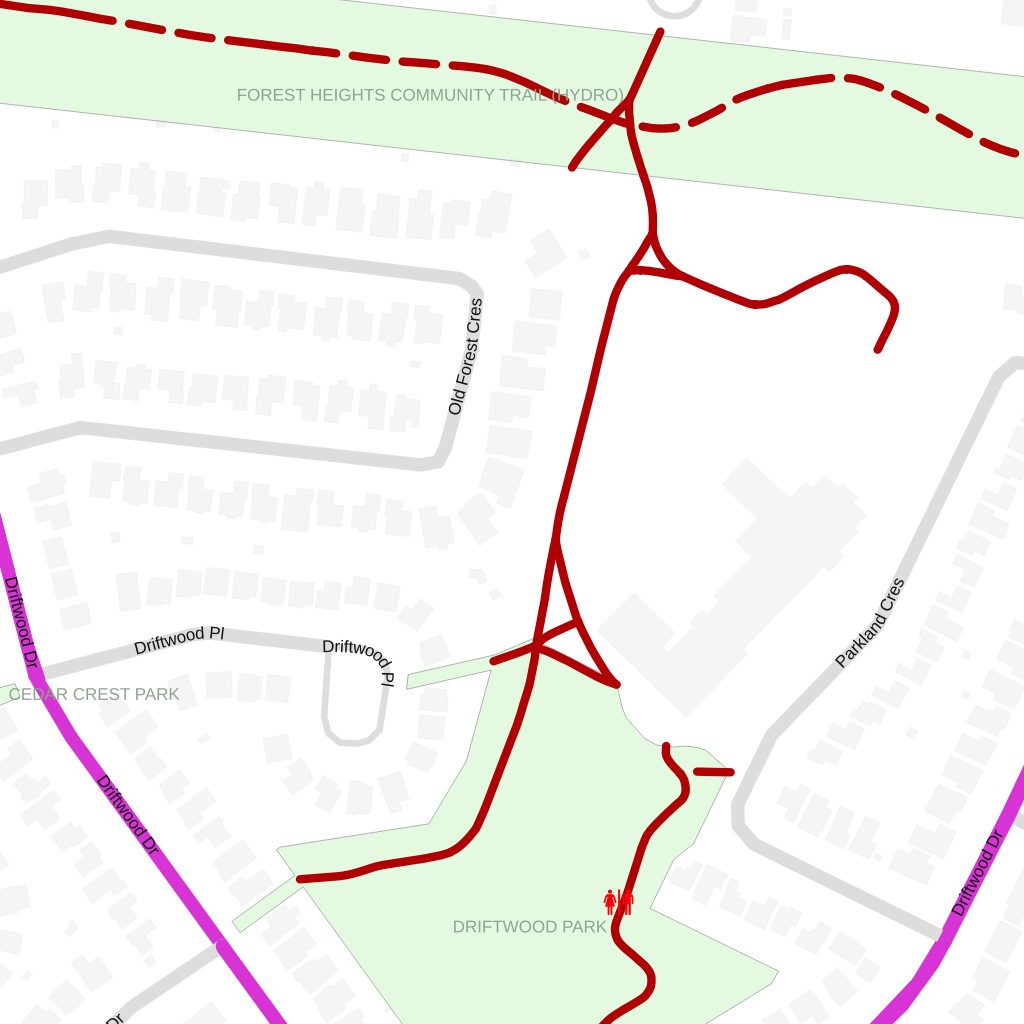 FOREST HEIGHTS COMMUNITY TRAIL (HYDRO)
Old Forest Cres
Driftwood Dr
Driftwood Pl
Driftwood Pl
Parkland Cres
CEDAR CREST PARK
Driftwood Dr
Driftwood Dr
DRIFTWOOD PARK
Dr